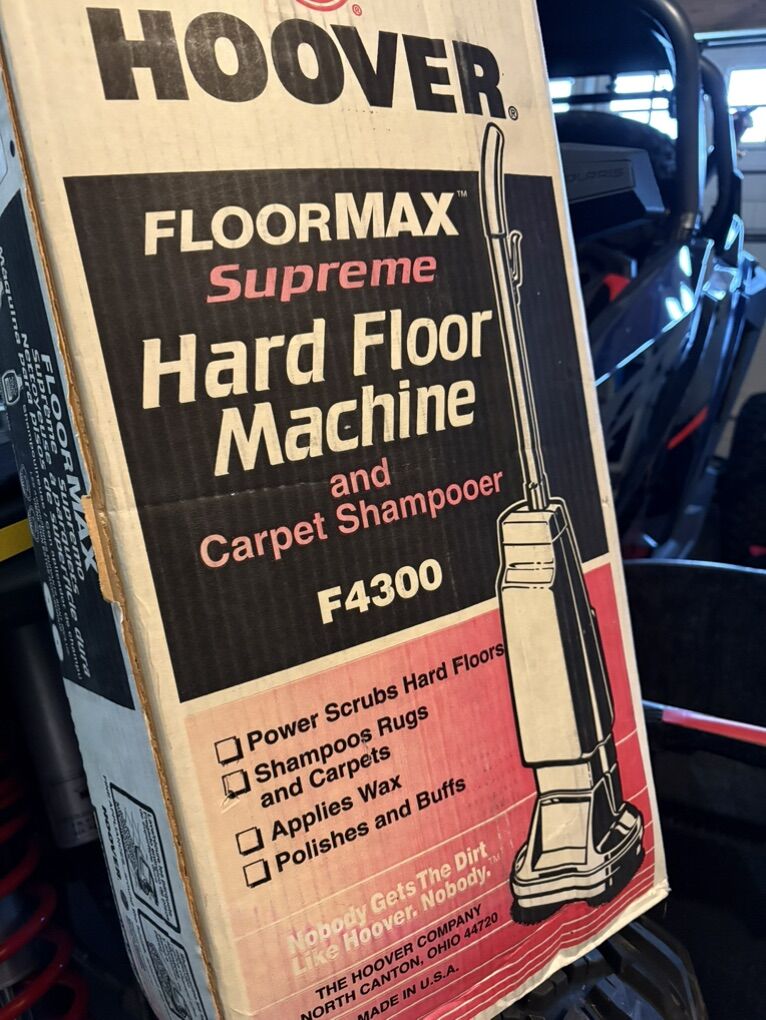 HOOVER®
FLOORMAX™
Supreme
Hard Floor
Machine
and
Carpet Shampooer
F4300
Power Scrubs Hard Floors
Shampoos Rugs
and Carpets
Applies Wax
Polishes and Buffs
Nobody Gets The Dirt
Like Hoover. Nobody.™
THE HOOVER COMPANY
NORTH CANTON, OHIO 44720
MADE IN U.S.A.
FLOORMAX
POLARIS